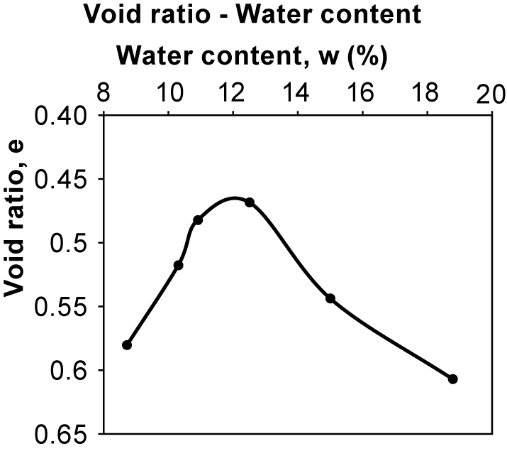 Void ratio - Water content
Water content, w (%)
8 10 12 14 16 18 20
Void ratio, e
0.40
0.45
0.5
0.55
0.6
0.65